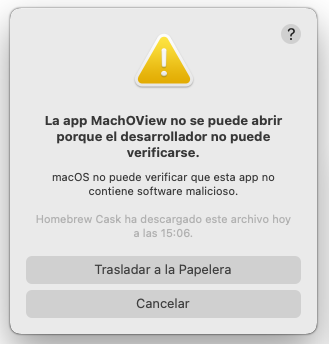 ?
La app MachOView no se puede abrir
porque el desarrollador no puede
verificarse.
macOS no puede verificar que esta app no
contiene software malicioso.
Homebrew Cask ha descargado este archivo hoy
a las 15:06.
Trasladar a la Papelera
Cancelar